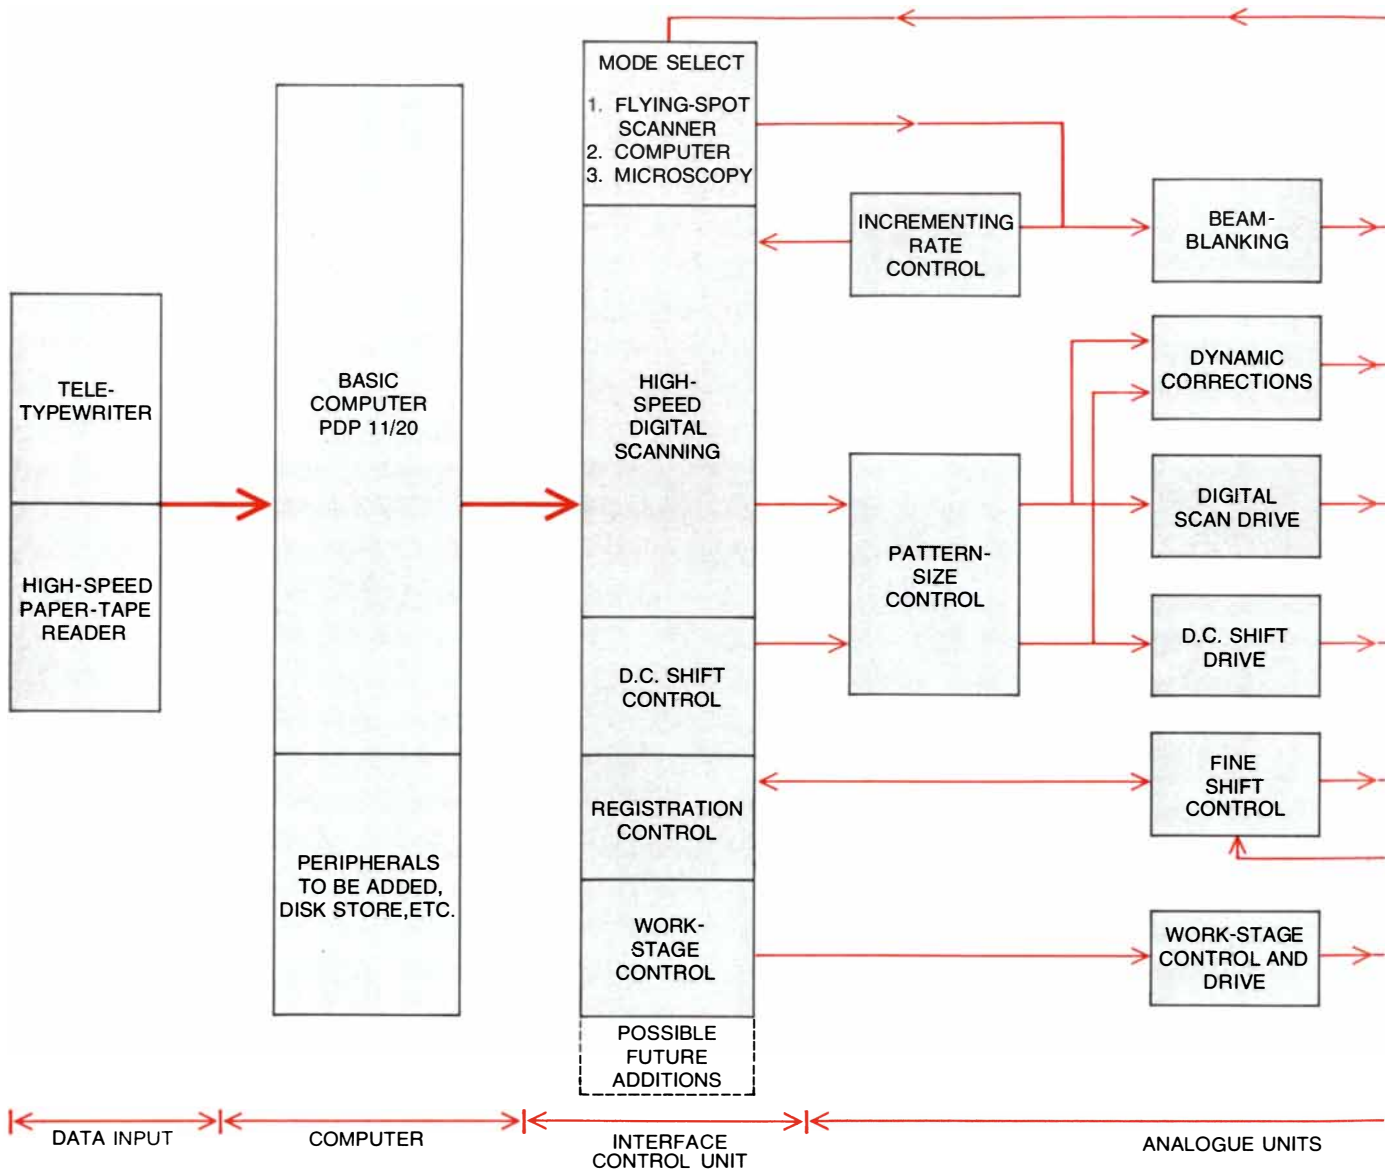 TELE-
TYPEWRITER
HIGH-SPEED
PAPER-TAPE
READER
BASIC
COMPUTER
PDP 11/20
PERIPHERALS
TO BE ADDED,
DISK STORE,ETC.
MODE SELECT
1. FLYING-SPOT
SCANNER
2. COMPUTER
3. MICROSCOPY
HIGH-
SPEED
DIGITAL
SCANNING
D.C. SHIFT
CONTROL
REGISTRATION
CONTROL
WORK-
STAGE
CONTROL
POSSIBLE
FUTURE
ADDITIONS
INCREMENTING
RATE
CONTROL
PATTERN-
SIZE
CONTROL
BEAM-
BLANKING
DYNAMIC
CORRECTIONS
DIGITAL
SCAN DRIVE
D.C. SHIFT
DRIVE
FINE
SHIFT
CONTROL
WORK-STAGE
CONTROL AND
DRIVE
DATA INPUT
COMPUTER
INTERFACE
CONTROL UNIT
ANALOGUE UNITS